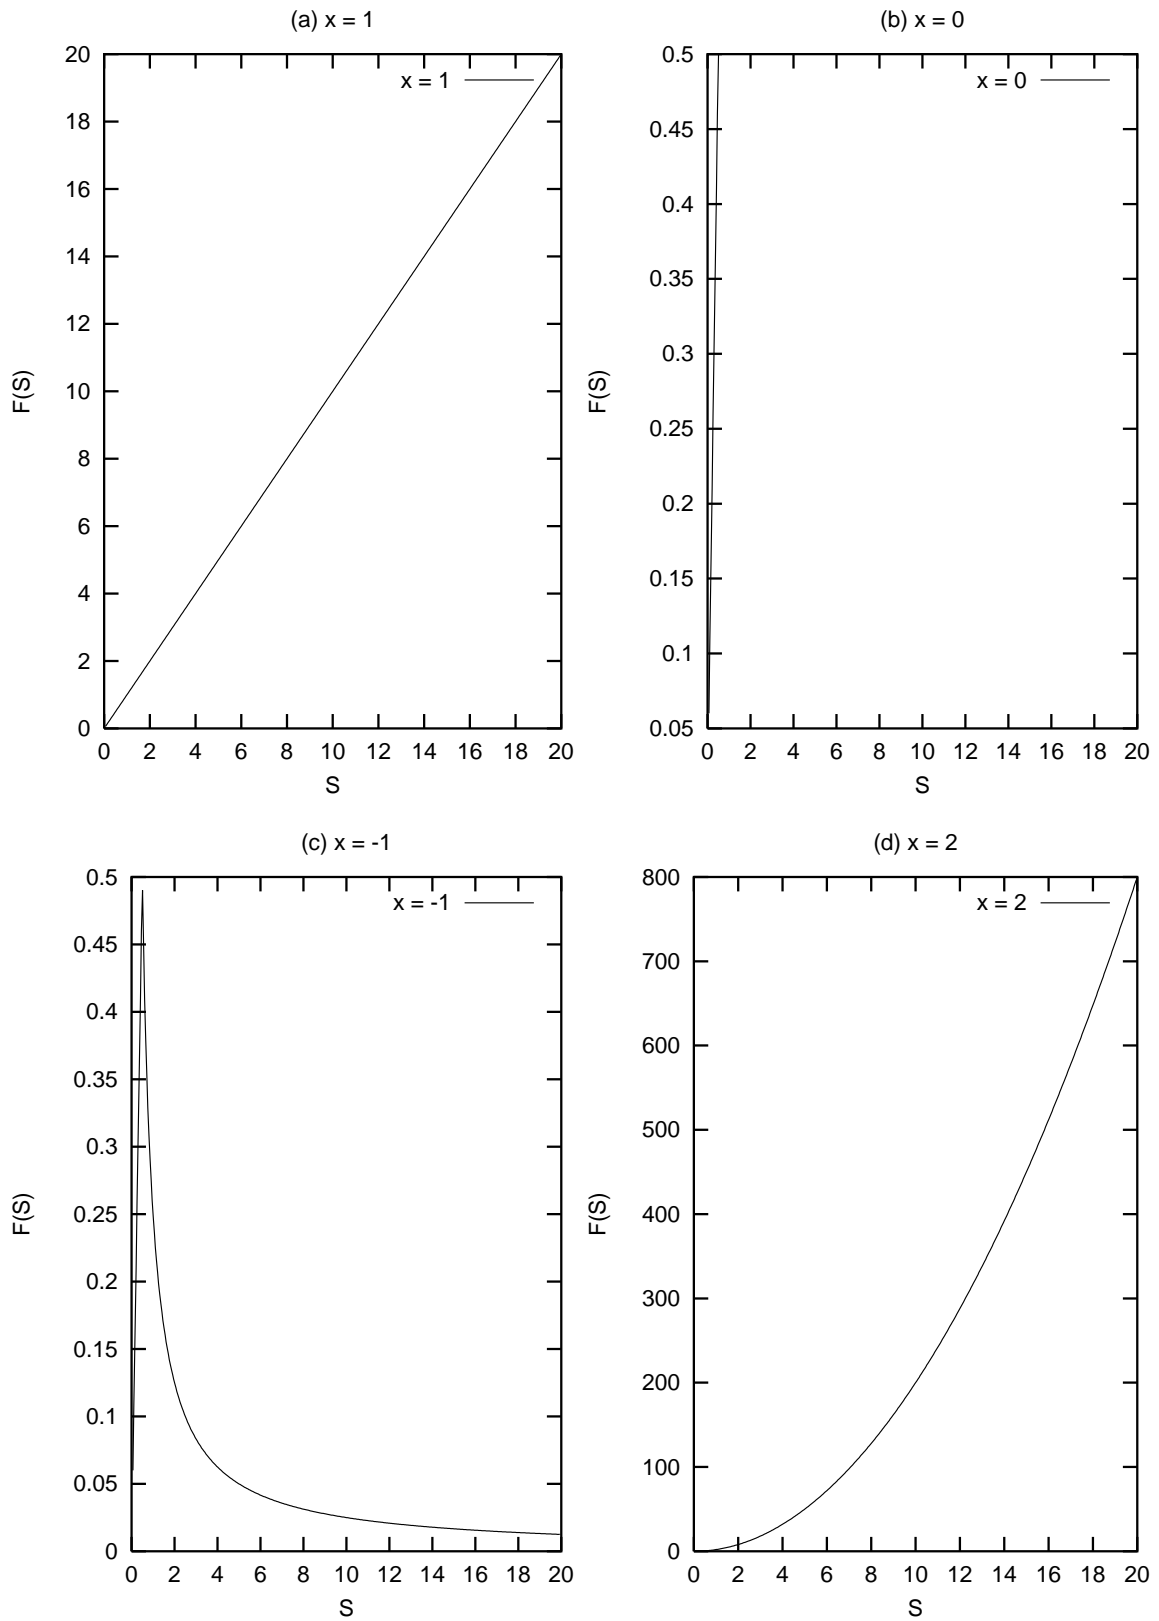 (a) x = 1
x = 1
20
18
16
14
12
10
8
6
4
2
0
F(S)
0 2 4 6 8 10 12 14 16 18 20
S
(b) x = 0
x = 0
0.5
0.45
0.4
0.35
0.3
0.25
0.2
0.15
0.1
0.05
F(S)
0 2 4 6 8 10 12 14 16 18 20
S
(c) x = -1
x = -1
0.5
0.45
0.4
0.35
0.3
0.25
0.2
0.15
0.1
0.05
0
F(S)
0 2 4 6 8 10 12 14 16 18 20
S
(d) x = 2
x = 2
800
700
600
500
400
300
200
100
0
F(S)
0 2 4 6 8 10 12 14 16 18 20
S